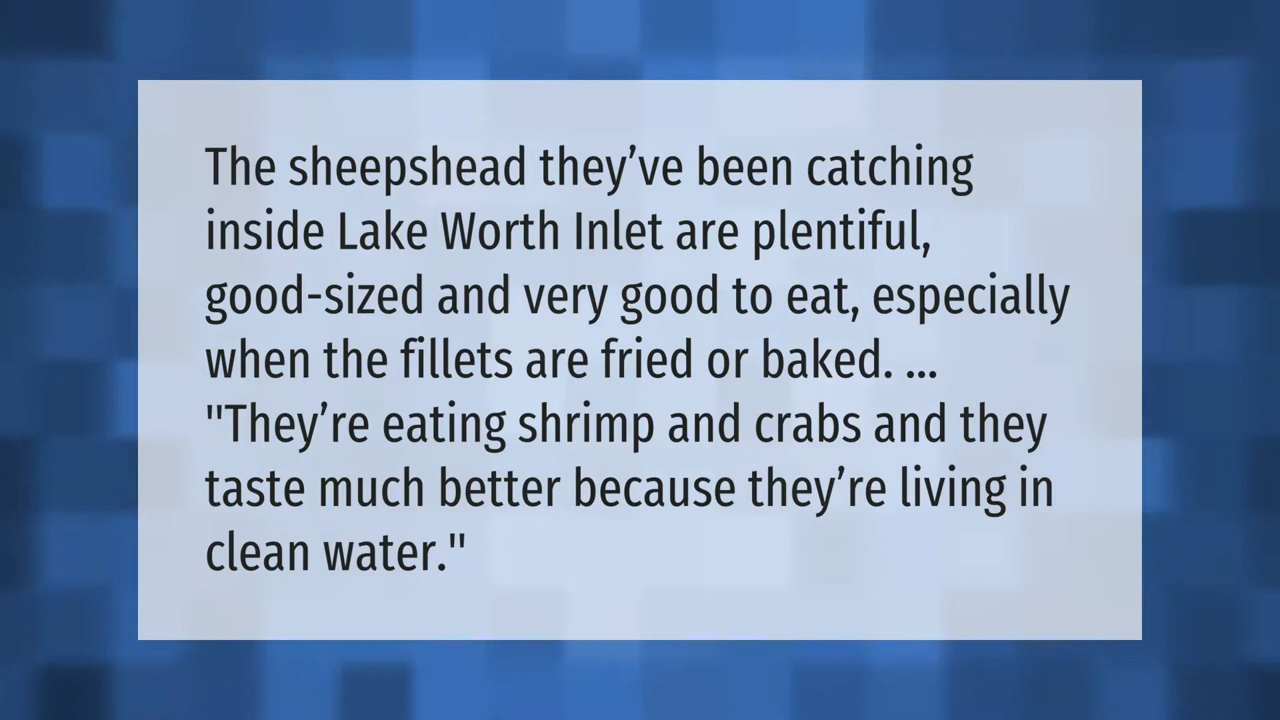 The sheepshead they’ve been catching
inside Lake Worth Inlet are plentiful,
good-sized and very good to eat, especially
when the fillets are fried or baked. ...
"They’re eating shrimp and crabs and they
taste much better because they’re living in
clean water."